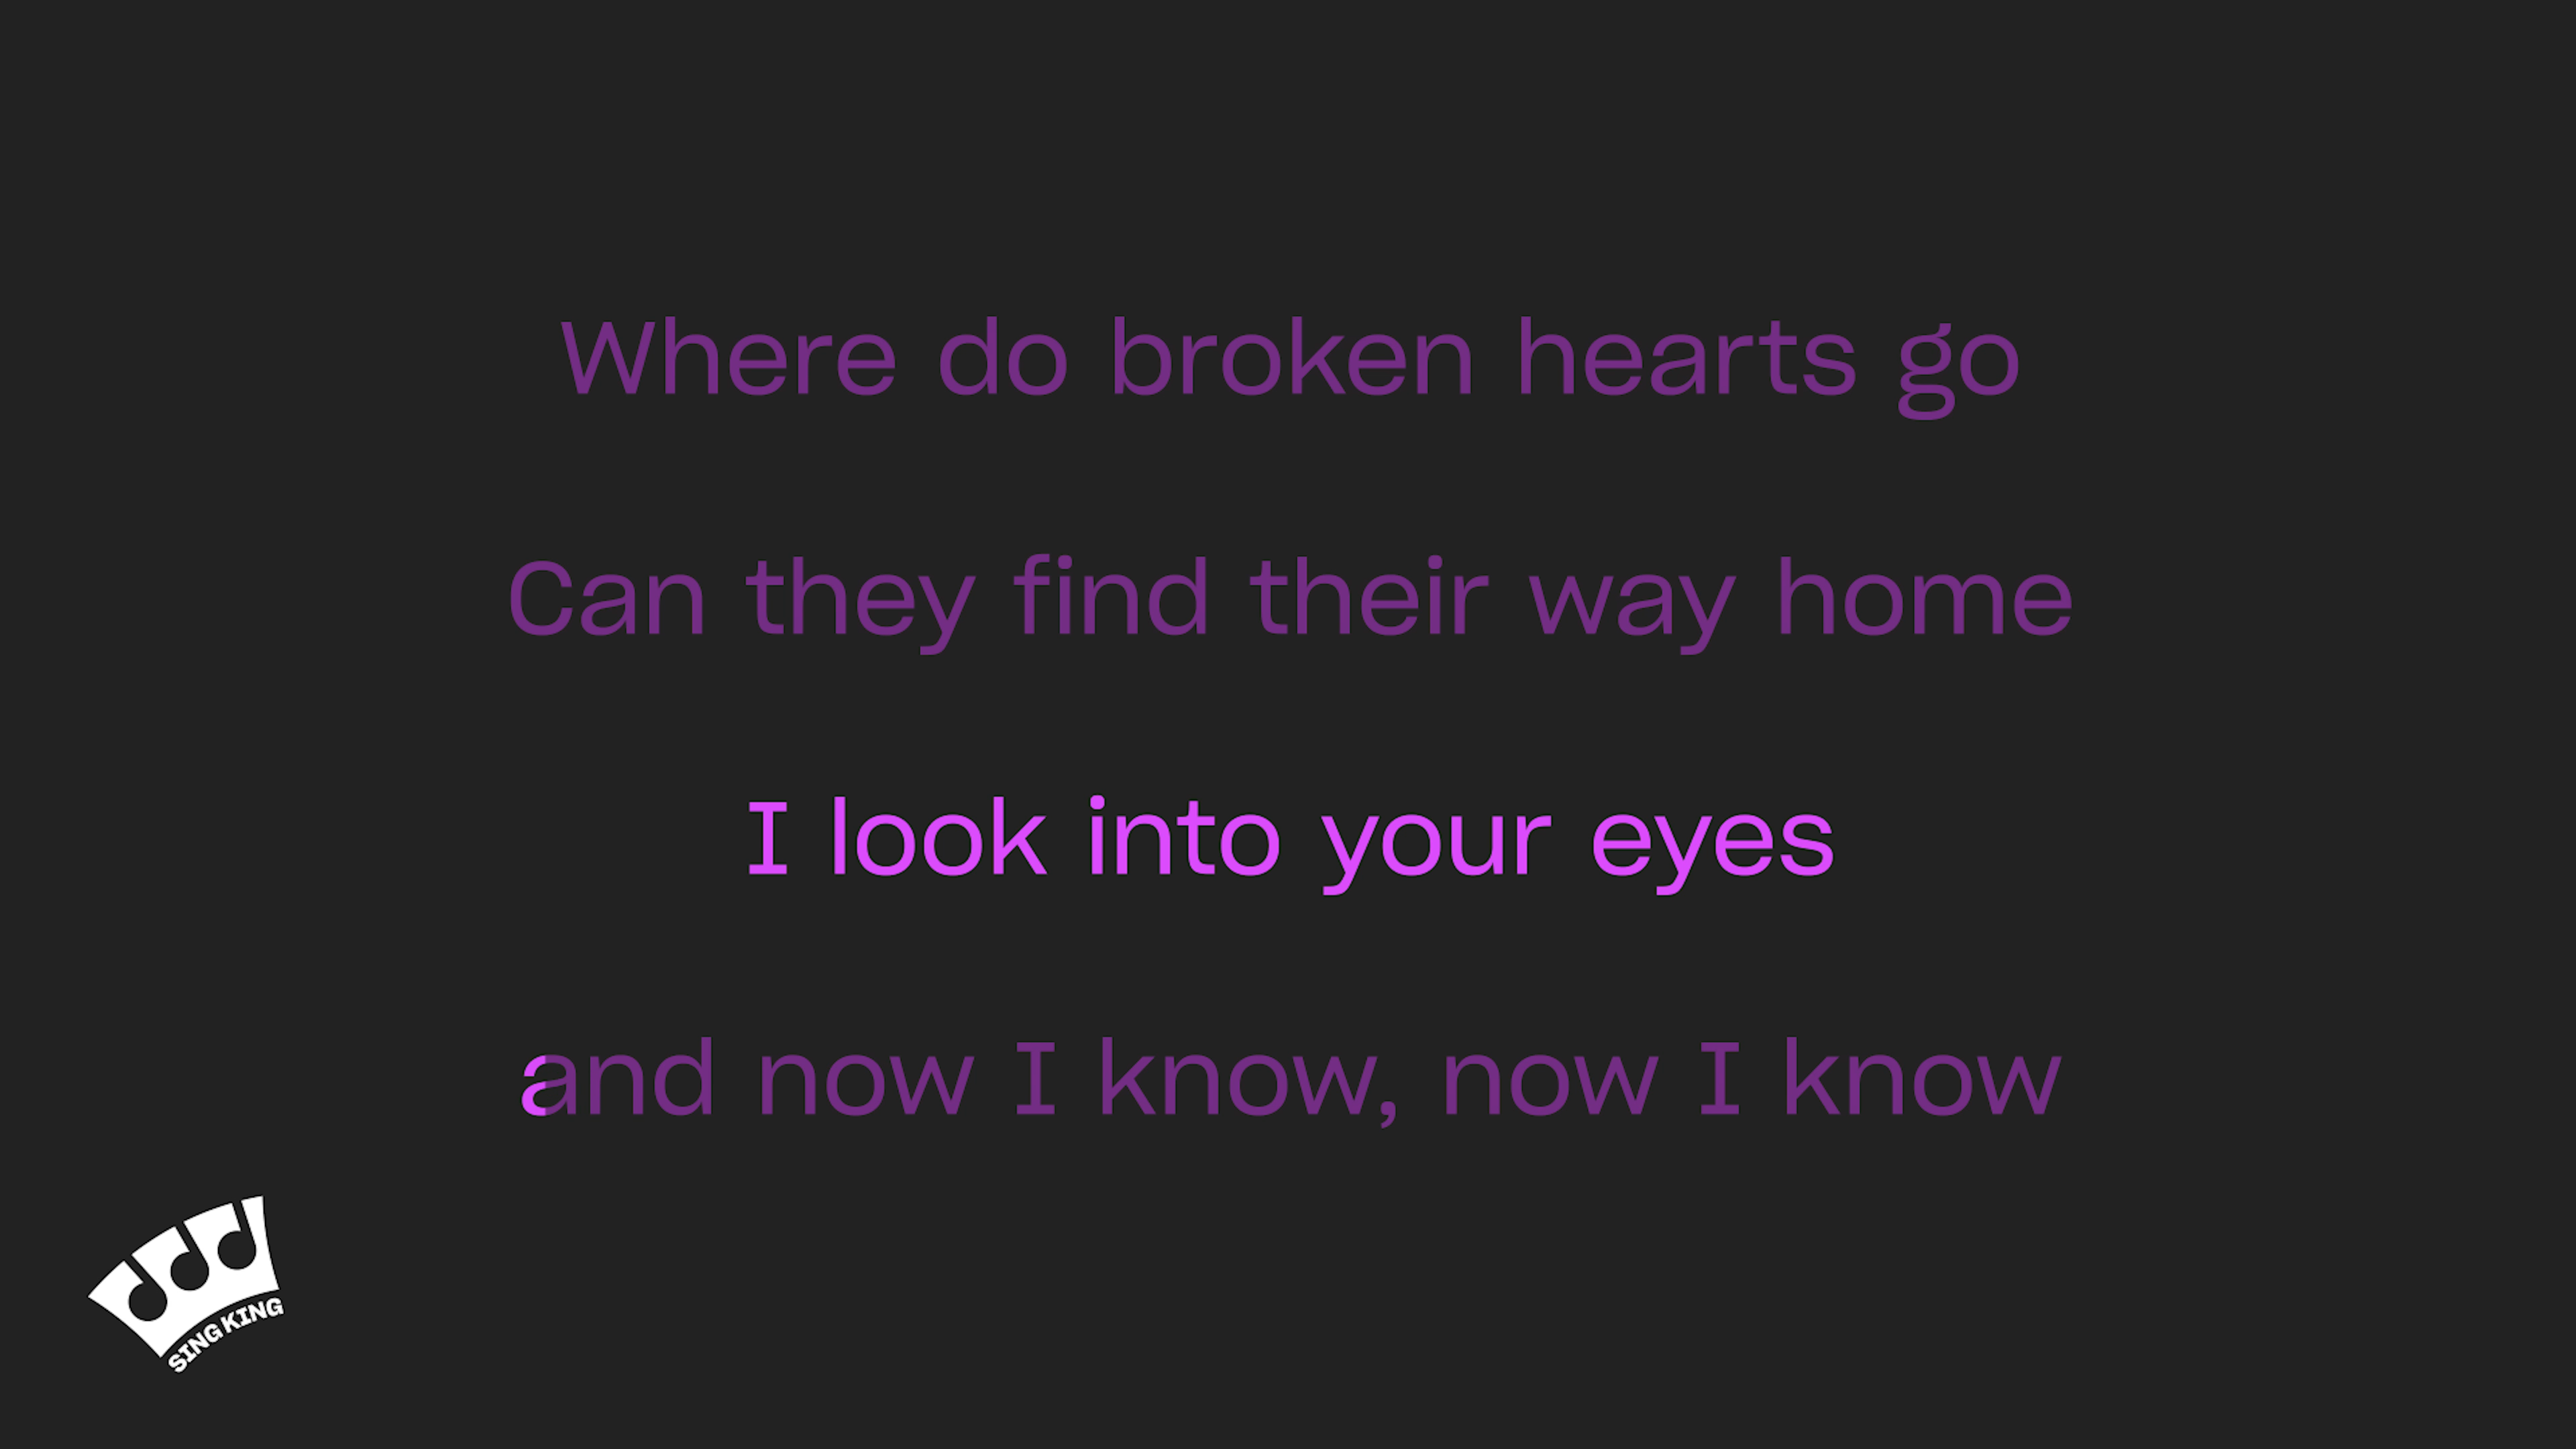 Where do broken hearts go
Can they find their way home
I look into your eyes
and now I know, now I know
SING KING